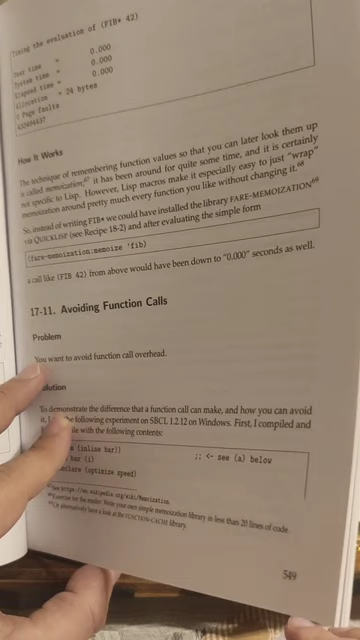 Timing the evaluation of (FIB* 42)
User time = 0.000
System time = 0.000
Elapsed time = 0.000
Allocation = 24 bytes
0 Page faults
433494437
How It Works
The technique of remembering function values so that you can later look them up
is called memoization;⁶⁷ it has been around for quite some time, and it is certainly
not specific to Lisp. However, Lisp macros make it especially easy to just "wrap"
memoization around pretty much every function you like without changing it.⁶⁸
So, instead of writing FIB* we could have installed the library FARE-MEMOIZATION⁶⁹
via QUICKLISP (see Recipe 18-2) and after evaluating the simple form
(fare-memoization:memoize 'fib)
a call like (FIB 42) from above would have been down to "0.000" seconds as well.
17-11. Avoiding Function Calls
Problem
You want to avoid function call overhead.
olution
To demonstrate the difference that a function call can make, and how you can avoid
it, I the following experiment on SBCL 1.2.12 on Windows. First, I compiled and
file with the following contents:
(inline bar)) ;; <- see (a) below
bar (i)
declare (optimize speed)
⁶⁷See https://en.wikipedia.org/wiki/Memoization.
⁶⁸Exercise for the reader: Write your own simple memoization library in less than 20 lines of code.
⁶⁹Or alternatively have a look at the FUNCTION-CACHE library.
549